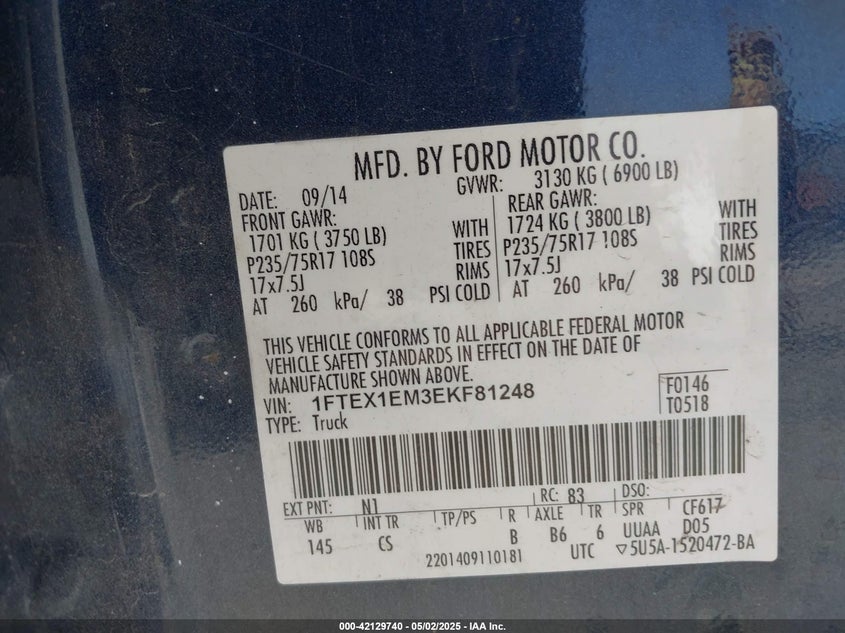 MFD. BY FORD MOTOR CO.
DATE: 09/14 GVWR: 3130 KG ( 6900 LB)
FRONT GAWR: REAR GAWR:
1701 KG ( 3750 LB) WITH 1724 KG ( 3800 LB) WITH
P235/75R17 108S TIRES P235/75R17 108S TIRES
17x7.5J RIMS 17x7.5J RIMS
AT 260 kPa/ 38 PSI COLD AT 260 kPa/ 38 PSI COLD
THIS VEHICLE CONFORMS TO ALL APPLICABLE FEDERAL MOTOR
VEHICLE SAFETY STANDARDS IN EFFECT ON THE DATE OF
MANUFACTURE SHOWN ABOVE.
VIN: 1FTEX1EM3EKF81248 F0146
TYPE: Truck T0518
EXT PNT: N1 RC: 83 DSO:
WB INT TR TP/PS R AXLE TR SPR CF617
145 CS B B6 6 UUAA D05
2201409110181 UTC ▽5U5A-1520472-BA
000-42129740 - 05/02/2025 - IAA Inc.